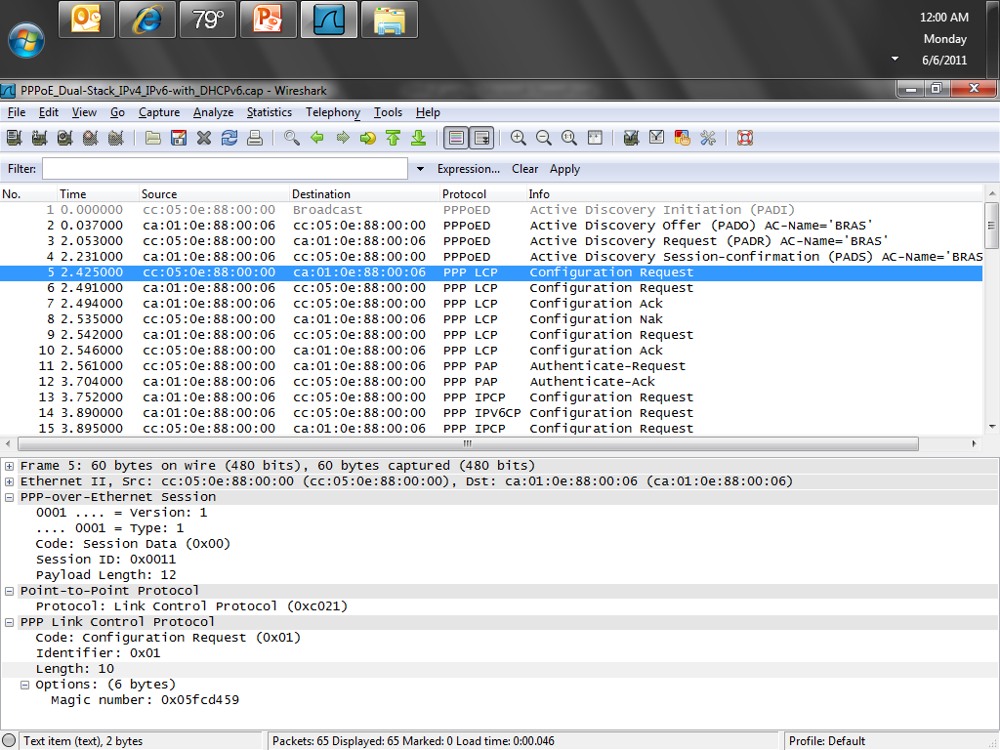 79°
12:00 AM
Monday
6/6/2011
PPPoE_Dual-Stack_IPv4_IPv6-with_DHCPv6.cap - Wireshark
File Edit View Go Capture Analyze Statistics Telephony Tools Help
Filter: Expression... Clear Apply
No. Time Source Destination Protocol Info
1 0.000000 cc:05:0e:88:00:00 Broadcast PPPoED Active Discovery Initiation (PADI)
2 0.037000 ca:01:0e:88:00:06 cc:05:0e:88:00:00 PPPoED Active Discovery Offer (PADO) AC-Name='BRAS'
3 2.053000 cc:05:0e:88:00:00 ca:01:0e:88:00:06 PPPoED Active Discovery Request (PADR) AC-Name='BRAS'
4 2.231000 ca:01:0e:88:00:06 cc:05:0e:88:00:00 PPPoED Active Discovery Session-confirmation (PADS) AC-Name='BRAS
5 2.425000 cc:05:0e:88:00:00 ca:01:0e:88:00:06 PPP LCP Configuration Request
6 2.491000 ca:01:0e:88:00:06 cc:05:0e:88:00:00 PPP LCP Configuration Request
7 2.494000 cc:05:0e:88:00:00 ca:01:0e:88:00:06 PPP LCP Configuration Ack
8 2.535000 ca:01:0e:88:00:06 cc:05:0e:88:00:00 PPP LCP Configuration Nak
9 2.542000 cc:05:0e:88:00:00 ca:01:0e:88:00:06 PPP LCP Configuration Request
10 2.546000 ca:01:0e:88:00:06 cc:05:0e:88:00:00 PPP LCP Configuration Ack
11 2.561000 cc:05:0e:88:00:00 ca:01:0e:88:00:06 PPP PAP Authenticate-Request
12 3.704000 ca:01:0e:88:00:06 cc:05:0e:88:00:00 PPP PAP Authenticate-Ack
13 3.752000 ca:01:0e:88:00:06 cc:05:0e:88:00:00 PPP IPCP Configuration Request
14 3.890000 ca:01:0e:88:00:06 cc:05:0e:88:00:00 PPP IPV6CP Configuration Request
15 3.895000 cc:05:0e:88:00:00 ca:01:0e:88:00:06 PPP IPCP Configuration Request
Frame 5: 60 bytes on wire (480 bits), 60 bytes captured (480 bits)
Ethernet II, Src: cc:05:0e:88:00:00 (cc:05:0e:88:00:00), Dst: ca:01:0e:88:00:06 (ca:01:0e:88:00:06)
PPP-over-Ethernet Session
0001 .... = Version: 1
.... 0001 = Type: 1
Code: Session Data (0x00)
Session ID: 0x0011
Payload Length: 12
Point-to-Point Protocol
Protocol: Link Control Protocol (0xc021)
PPP Link Control Protocol
Code: Configuration Request (0x01)
Identifier: 0x01
Length: 10
Options: (6 bytes)
Magic number: 0x05fcd459
Text item (text), 2 bytes Packets: 65 Displayed: 65 Marked: 0 Load time: 0:00.046 Profile: Default